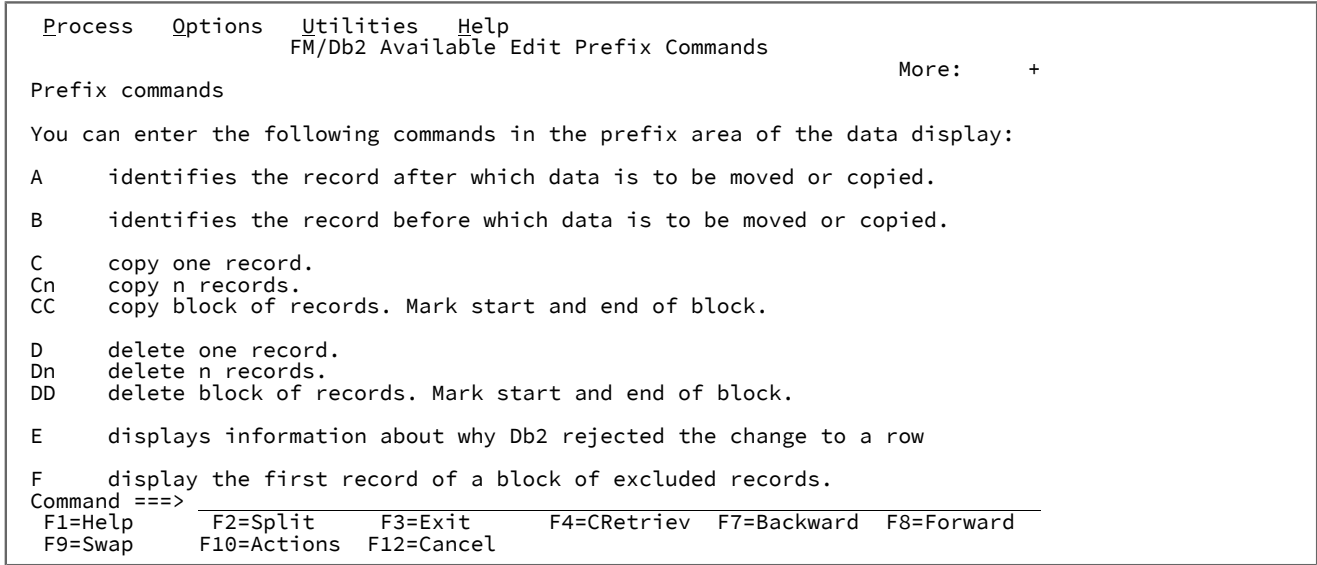 Process   Options   Utilities   Help
FM/Db2 Available Edit Prefix Commands
More:     +
Prefix commands
You can enter the following commands in the prefix area of the data display:
A     identifies the record after which data is to be moved or copied.
B     identifies the record before which data is to be moved or copied.
C     copy one record.
Cn    copy n records.
CC    copy block of records. Mark start and end of block.
D     delete one record.
Dn    delete n records.
DD    delete block of records. Mark start and end of block.
E     displays information about why Db2 rejected the change to a row
F     display the first record of a block of excluded records.
Command ===>
F1=Help      F2=Split     F3=Exit      F4=CRetriev  F7=Backward  F8=Forward
F9=Swap     F10=Actions  F12=Cancel